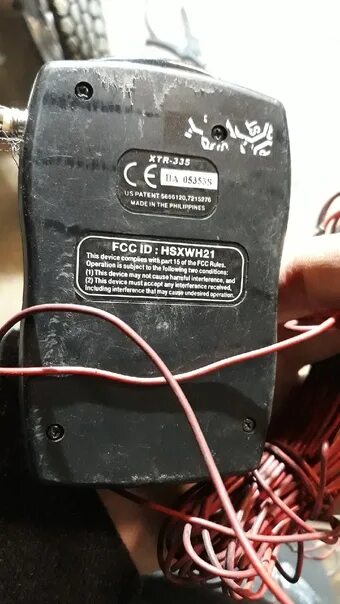 XTR-335
CE DA 053538
US PATENT 5666120,7215276
MADE IN THE PHILIPPINES
FCC ID : HSXWH21
This device complies with part 15 of the FCC Rules.
Operation is subject to the following two conditions:
(1) This device may not cause harmful interference, and
(2) This device must accept any interference received,
including interference that may cause undesired operation.